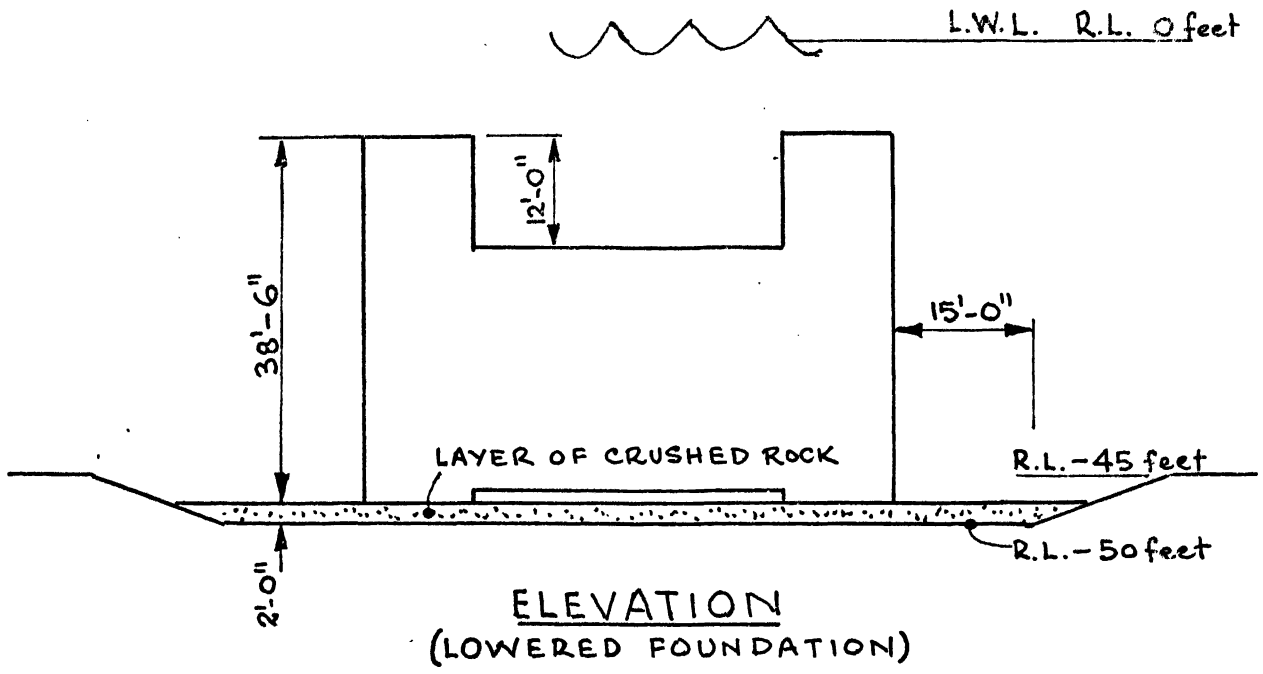 L.W.L. R.L. 0 feet
12'-0"
38'-6"
15'-0"
LAYER OF CRUSHED ROCK
R.L.-45 feet
R.L.-50 feet
2'-0"
ELEVATION
(LOWERED FOUNDATION)